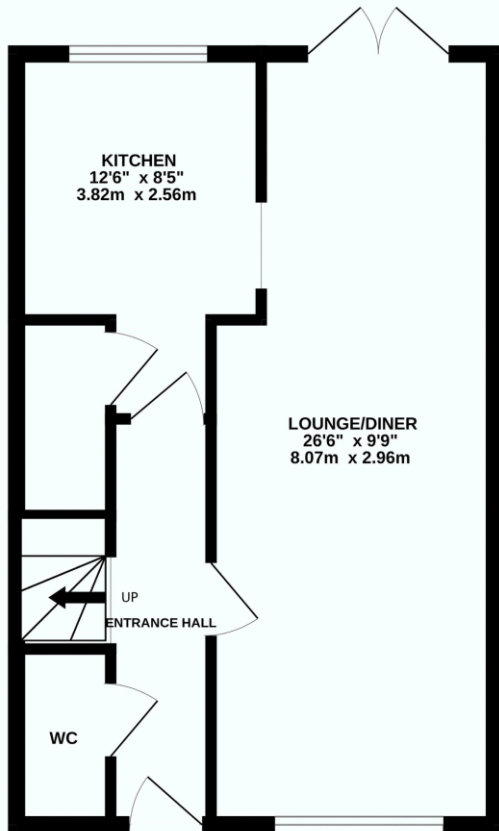 KITCHEN
12'6" x 8'5"
3.82m x 2.56m
LOUNGE/DINER
26'6" x 9'9"
8.07m x 2.96m
UP
ENTRANCE HALL
WC